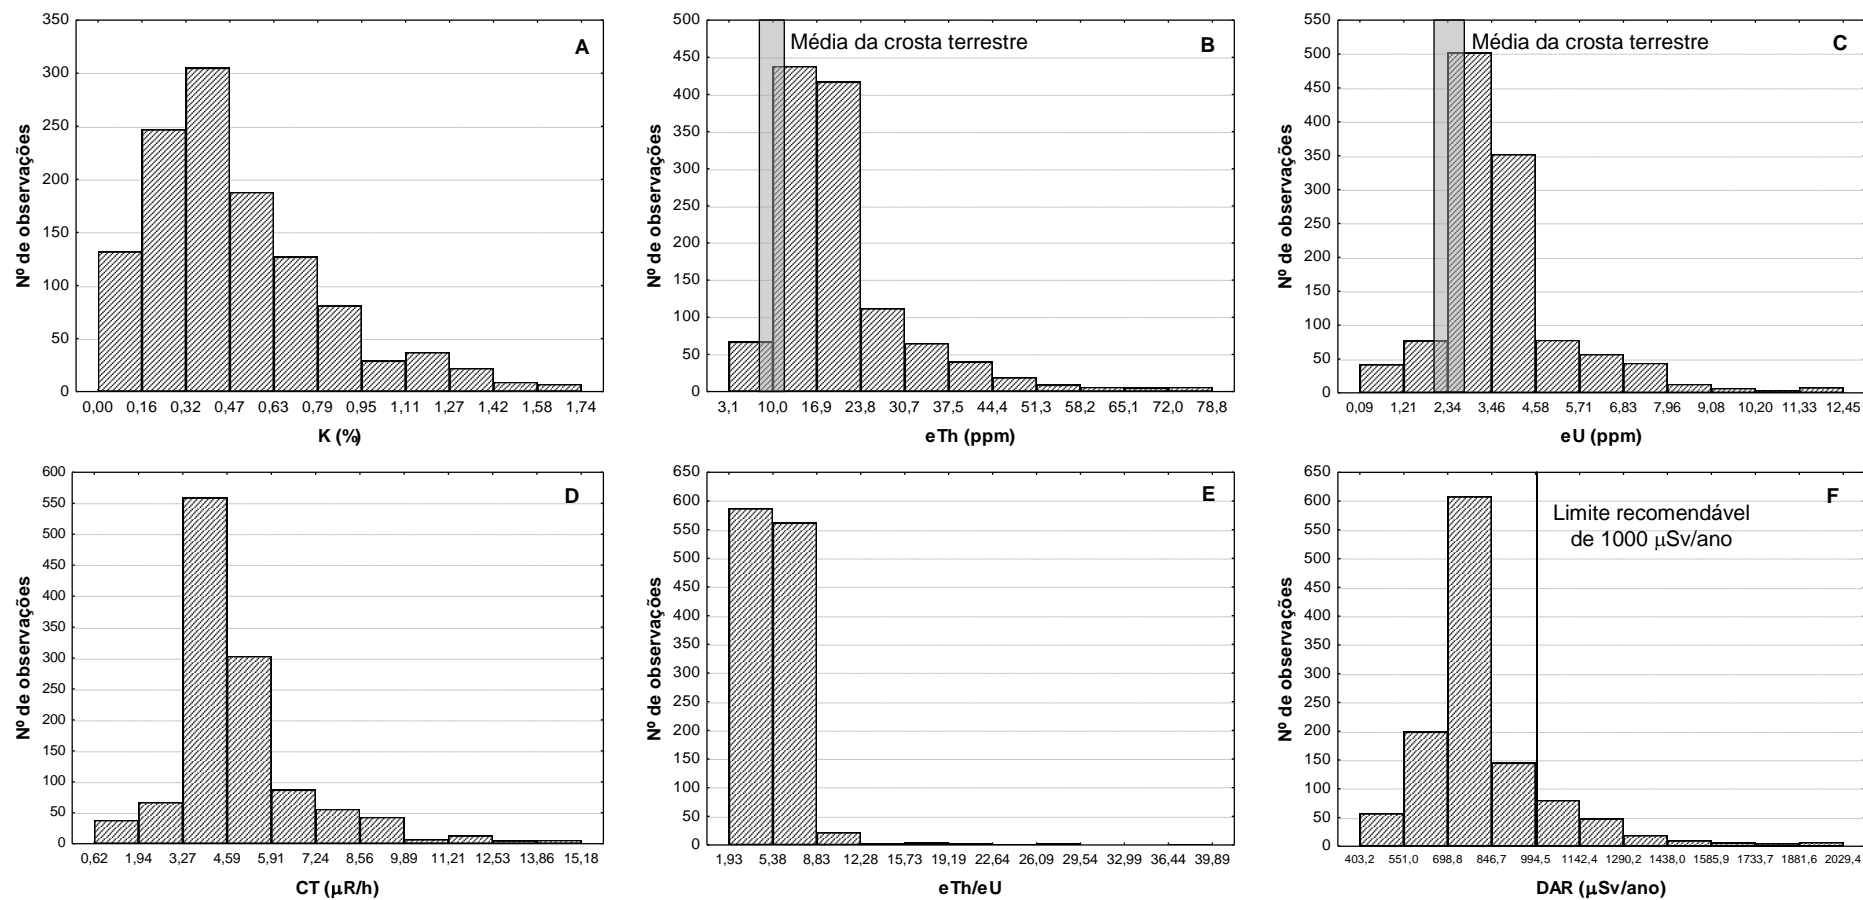 A
350
300
250
200
150
100
50
0
Nº de observações
0,00 0,16 0,32 0,47 0,63 0,79 0,95 1,11 1,27 1,42 1,58 1,74
K (%)
B
Média da crosta terrestre
500
450
400
350
300
250
200
150
100
50
0
Nº de observações
3,1 10,0 16,9 23,8 30,7 37,5 44,4 51,3 58,2 65,1 72,0 78,8
eTh (ppm)
C
Média da crosta terrestre
550
500
450
400
350
300
250
200
150
100
50
0
Nº de observações
0,09 1,21 2,34 3,46 4,58 5,71 6,83 7,96 9,08 10,20 11,33 12,45
eU (ppm)
D
600
550
500
450
400
350
300
250
200
150
100
50
0
Nº de observações
0,62 1,94 3,27 4,59 5,91 7,24 8,56 9,89 11,21 12,53 13,86 15,18
CT (µR/h)
E
650
600
550
500
450
400
350
300
250
200
150
100
50
0
Nº de observações
1,93 5,38 8,83 12,28 15,73 19,19 22,64 26,09 29,54 32,99 36,44 39,89
eTh/eU
F
Limite recomendável
de 1000 µSv/ano
650
600
550
500
450
400
350
300
250
200
150
100
50
0
Nº de observações
403,2 551,0 698,8 846,7 994,5 1142,4 1290,2 1438,0 1585,9 1733,7 1881,6 2029,4
DAR (µSv/ano)